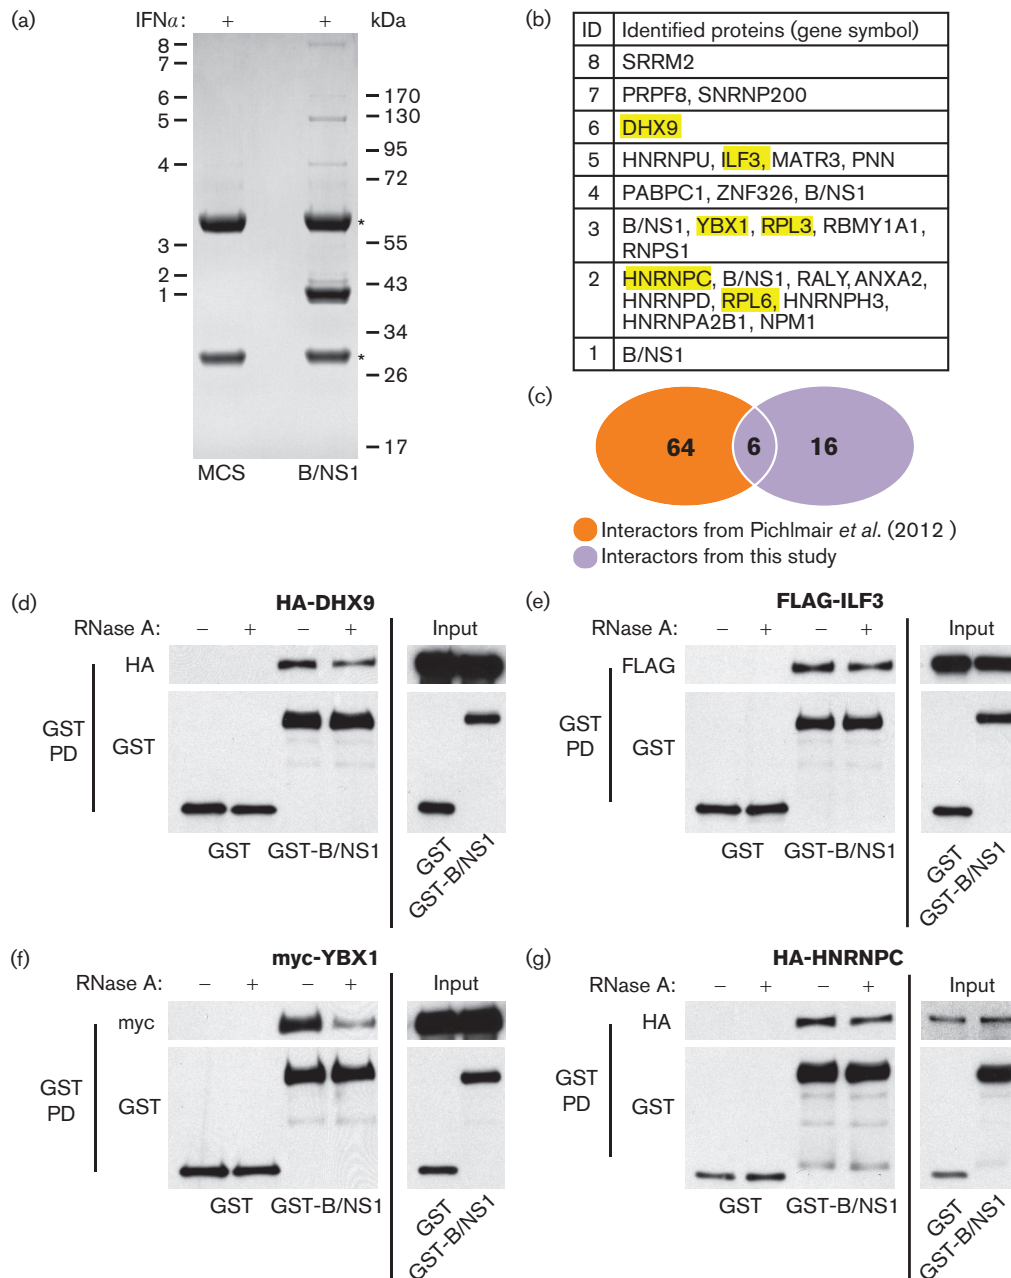 (a)
IFNα: + + kDa
8
7
6
5
4
3
2
1
170
130
95
72
*
55
43
34
*
26
17
MCS B/NS1
(b)
ID Identified proteins (gene symbol)
8 SRRM2
7 PRPF8, SNRNP200
6 DHX9
5 HNRNPU, ILF3, MATR3, PNN
4 PABPC1, ZNF326, B/NS1
3 B/NS1, YBX1, RPL3, RBMY1A1,
RNPS1
2 HNRNPC, B/NS1, RALY, ANXA2,
HNRNPD, RPL6, HNRNPH3,
HNRNPA2B1, NPM1
1 B/NS1
(c)
64 6 16
Interactors from Pichlmair et al. (2012 )
Interactors from this study
(d)
HA-DHX9
RNase A: − + − + Input
HA
GST
PD
GST
GST GST-B/NS1
GST
GST-B/NS1
(e)
FLAG-ILF3
RNase A: − + − + Input
FLAG
GST
PD
GST
GST GST-B/NS1
GST
GST-B/NS1
(f)
myc-YBX1
RNase A: − + − + Input
myc
GST
PD
GST
GST GST-B/NS1
GST
GST-B/NS1
(g)
HA-HNRNPC
RNase A: − + − + Input
HA
GST
PD
GST
GST GST-B/NS1
GST
GST-B/NS1